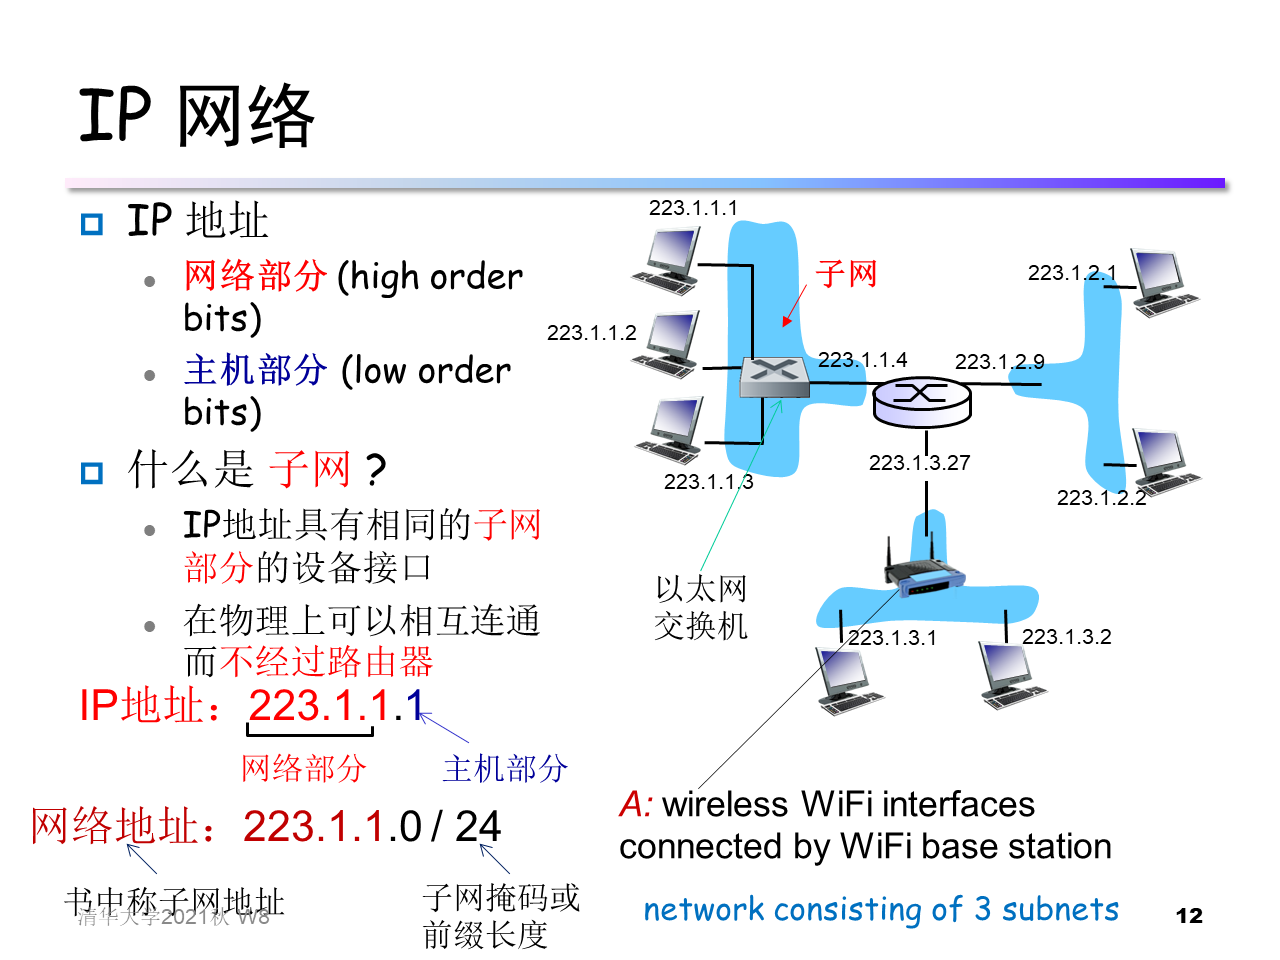 IP 网络
IP 地址
网络部分 (high order
bits)
主机部分 (low order
bits)
什么是 子网 ?
IP地址具有相同的子网
部分的设备接口
在物理上可以相互连通
而不经过路由器
IP地址: 223.1.1.1
网络部分
主机部分
网络地址: 223.1.1.0 / 24
书中称子网地址
子网掩码或
前缀长度
清华大学2021秋 W8
223.1.1.1
子网
223.1.2.1
223.1.1.2
223.1.1.4
223.1.2.9
223.1.1.3
223.1.3.27
223.1.2.2
以太网
交换机
223.1.3.1
223.1.3.2
A: wireless WiFi interfaces
connected by WiFi base station
network consisting of 3 subnets
12